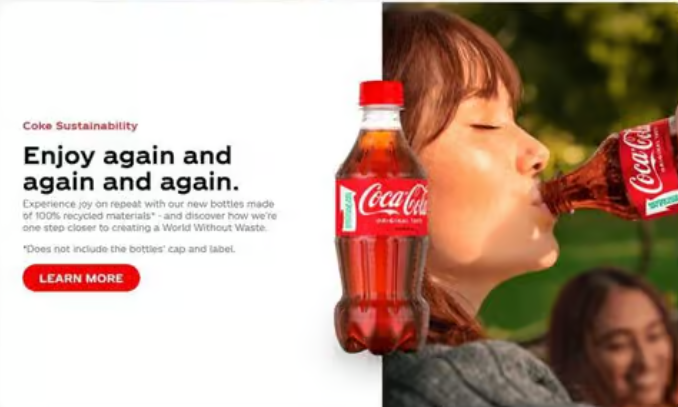 Coke Sustainability
Enjoy again and
again and again.
Experience joy on repeat with our new bottles made
of 100% recycled materials* - and discover how we're
one step closer to creating a World Without Waste.
*Does not include the bottles' cap and label.
LEARN MORE
Coca-Cola
ORIGINAL TASTE
Coca-Cola